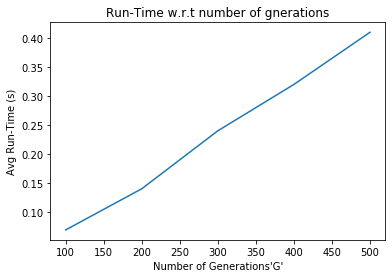 Run-Time w.r.t number of gnerations
0.40
0.35
0.30
0.25
0.20
0.15
0.10
Avg Run-Time (s)
100 150 200 250 300 350 400 450 500
Number of Generations'G'